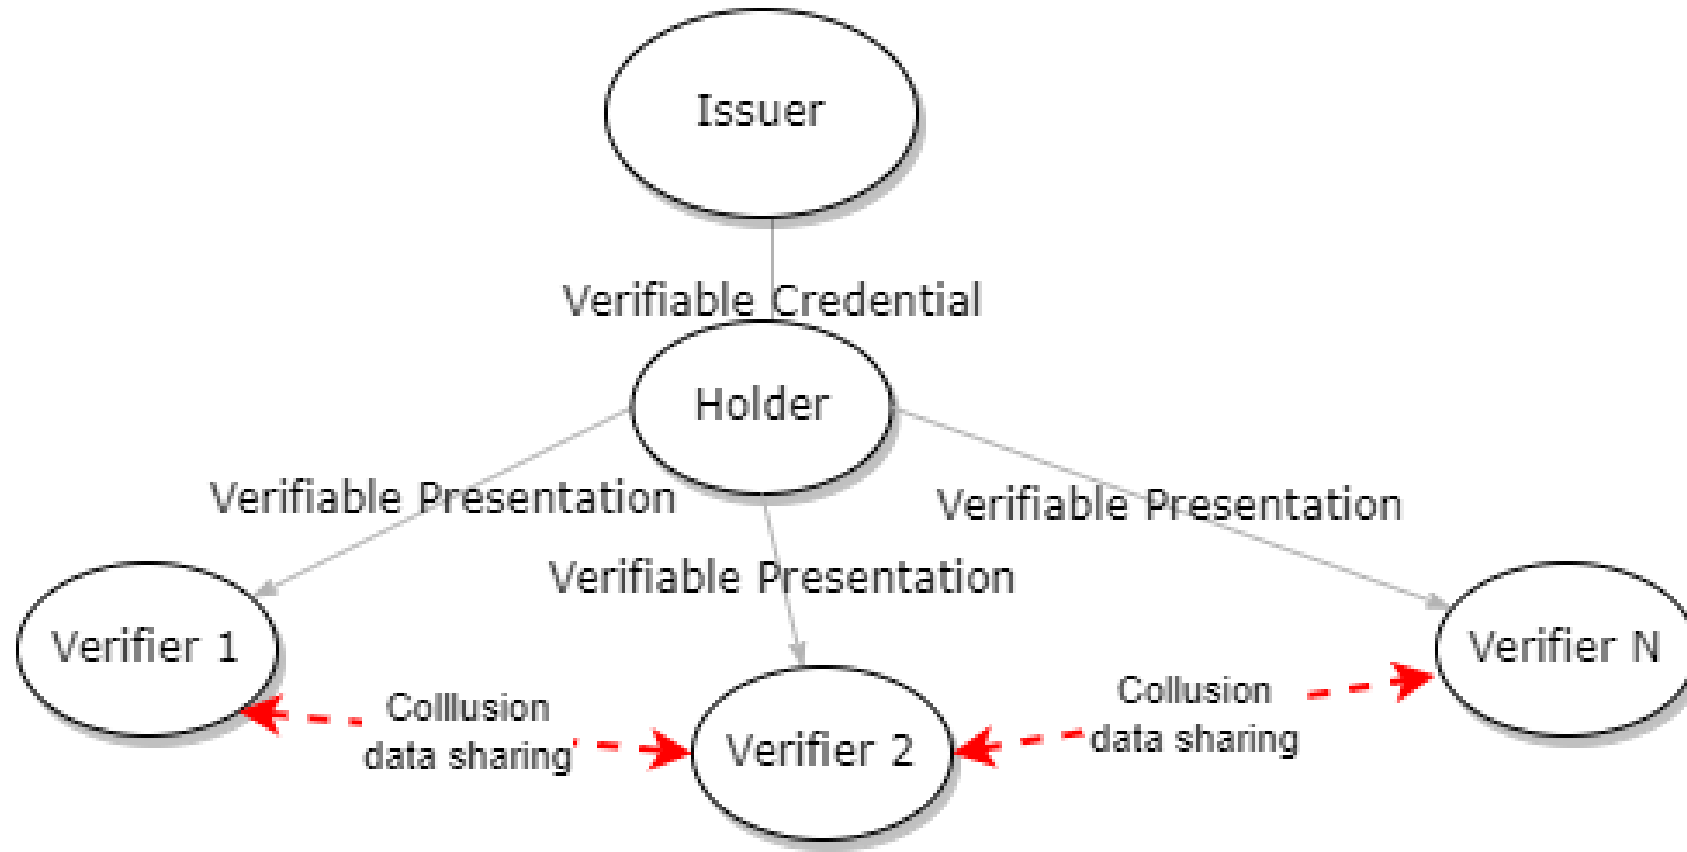 Issuer
Verifiable Credential
Holder
Verifiable Presentation
Verifiable Presentation
Verifiable Presentation
Verifier 1
Colllusion
data sharing
Verifier 2
Collusion
data sharing
Verifier N